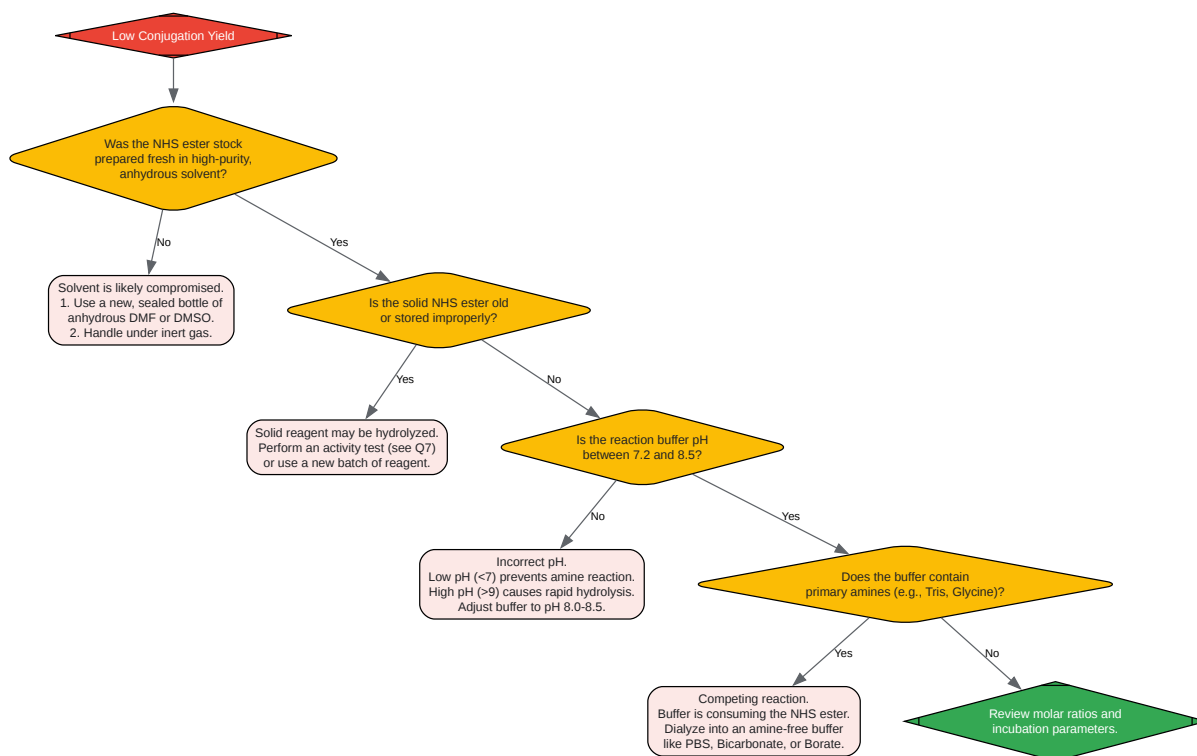 Low Conjugation Yield
Was the NHS ester stock
prepared fresh in high-purity,
anhydrous solvent?
No
Yes
Solvent is likely compromised.
1. Use a new, sealed bottle of
anhydrous DMF or DMSO.
2. Handle under inert gas.
Is the solid NHS ester old
or stored improperly?
Yes
No
Solid reagent may be hydrolyzed.
Perform an activity test (see Q7)
or use a new batch of reagent.
Is the reaction buffer pH
between 7.2 and 8.5?
No
Yes
Incorrect pH.
Low pH (<7) prevents amine reaction.
High pH (>9) causes rapid hydrolysis.
Adjust buffer to pH 8.0-8.5.
Does the buffer contain
primary amines (e.g., Tris, Glycine)?
Yes
No
Competing reaction.
Buffer is consuming the NHS ester.
Dialyze into an amine-free buffer
like PBS, Bicarbonate, or Borate.
Review molar ratios and
incubation parameters.